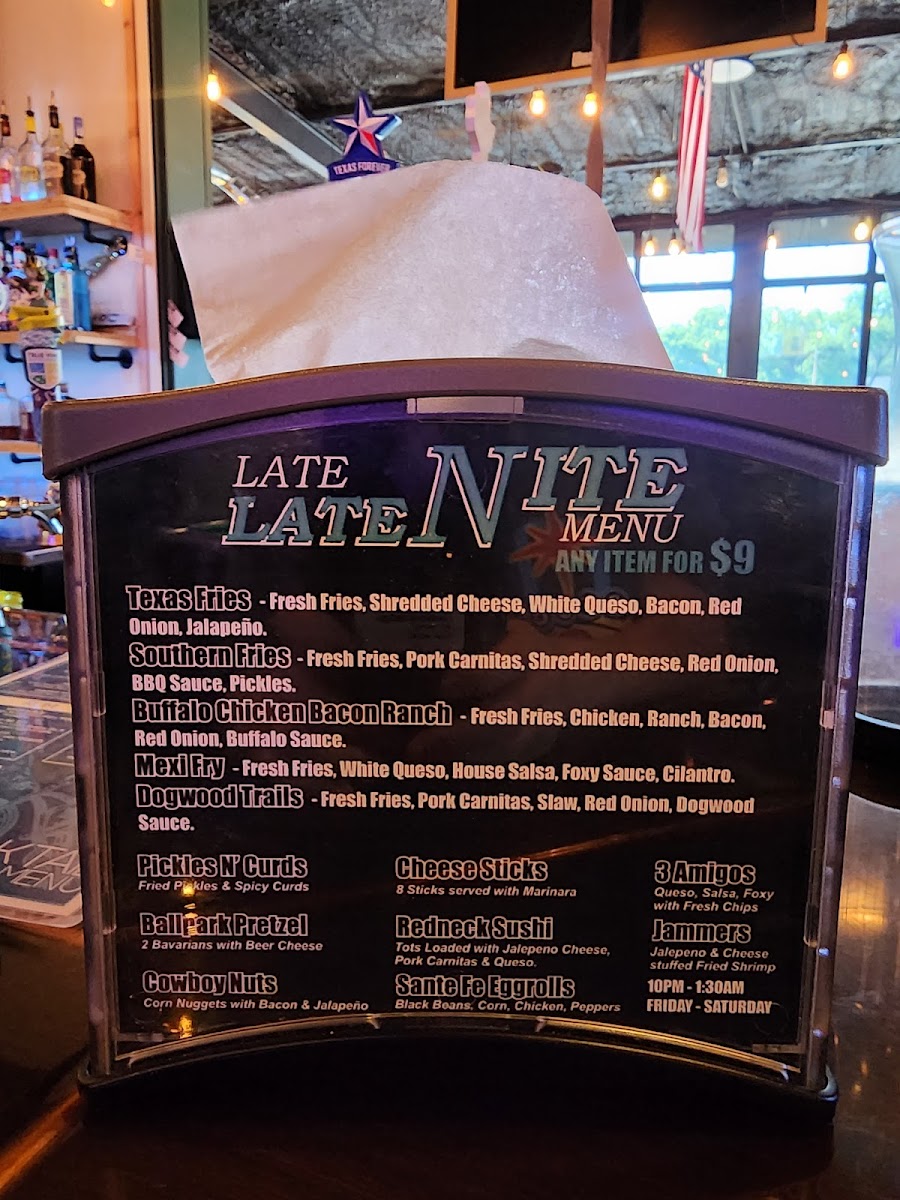 TEXAS FOREVER
LATE
LATE NITE
MENU
ANY ITEM FOR $9
Texas Fries - Fresh Fries, Shredded Cheese, White Queso, Bacon, Red
Onion, Jalapeño.
Southern Fries - Fresh Fries, Pork Carnitas, Shredded Cheese, Red Onion,
BBQ Sauce, Pickles.
Buffalo Chicken Bacon Ranch - Fresh Fries, Chicken, Ranch, Bacon,
Red Onion, Buffalo Sauce.
Mexi Fry - Fresh Fries, White Queso, House Salsa, Foxy Sauce, Cilantro.
Dogwood Trails - Fresh Fries, Pork Carnitas, Slaw, Red Onion, Dogwood
Sauce.
Pickles N' Curds
Fried Pickles & Spicy Curds
Cheese Sticks
8 Sticks served with Marinara
3 Amigos
Queso, Salsa, Foxy
with Fresh Chips
Ballpark Pretzel
2 Bavarians with Beer Cheese
Redneck Sushi
Tots Loaded with Jalepeno Cheese,
Pork Carnitas & Queso.
Jammers
Jalepeno & Cheese
stuffed Fried Shrimp
Cowboy Nuts
Corn Nuggets with Bacon & Jalapeño
Sante Fe Eggrolls
Black Beans, Corn, Chicken, Peppers
10PM - 1:30AM
FRIDAY - SATURDAY
MENU